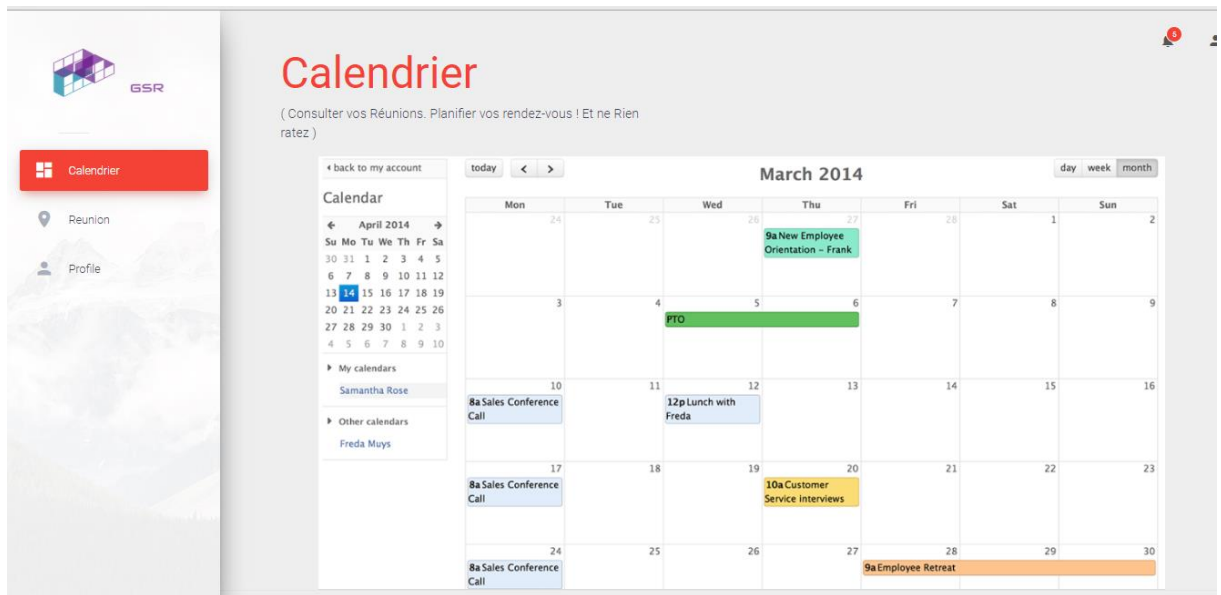 GSR
5
Calendrier
Reunion
Profile
Calendrier
( Consulter vos Réunions. Planifier vos rendez-vous ! Et ne Rien
ratez )
back to my account
Calendar
April 2014
Su Mo Tu We Th Fr Sa
30 31 1 2 3 4 5
6 7 8 9 10 11 12
13 14 15 16 17 18 19
20 21 22 23 24 25 26
27 28 29 30 1 2 3
4 5 6 7 8 9 10
My calendars
Samantha Rose
Other calendars
Freda Muys
today < >
March 2014
day week month
Mon Tue Wed Thu Fri Sat Sun
24 25 26 27 28 1 2
9a New Employee
Orientation – Frank
3 4 5 6 7 8 9
PTO
10 11 12 13 14 15 16
8a Sales Conference
Call
12p Lunch with
Freda
17 18 19 20 21 22 23
8a Sales Conference
Call
10a Customer
Service interviews
24 25 26 27 28 29 30
8a Sales Conference
Call
9a Employee Retreat